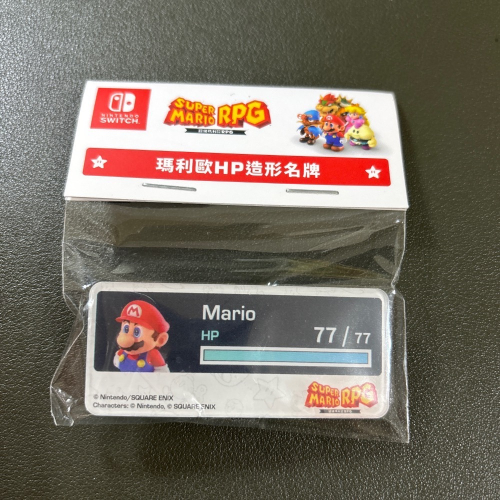 NINTENDO
SWITCH
SUPER
MARIO RPG
瑪利歐HP造形名牌
Mario
HP 77 / 77
© Nintendo/SQUARE ENIX
Characters: © Nintendo, © SQUARE ENIX
SUPER
MARIO RPG